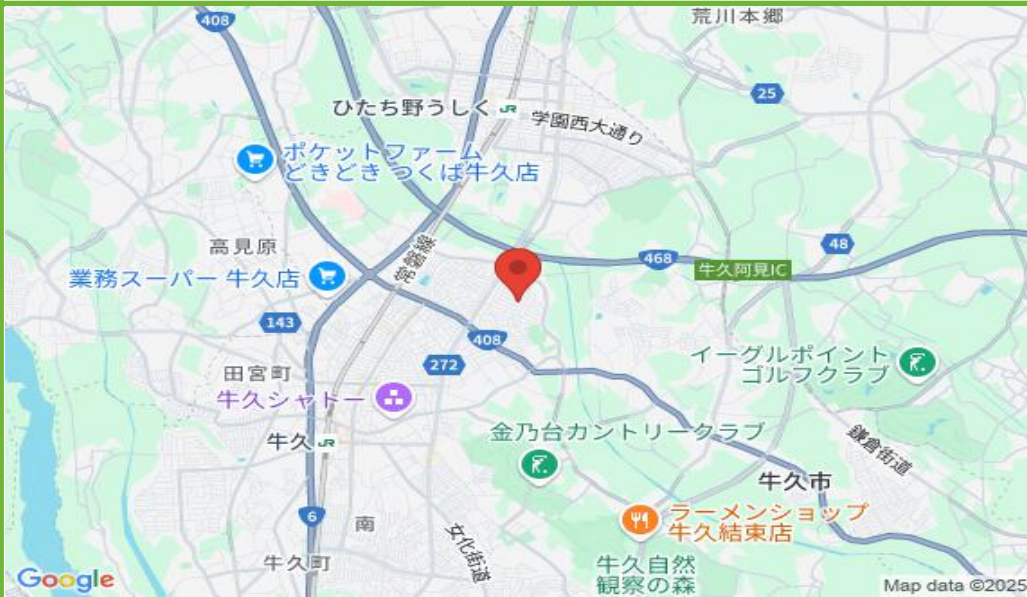 408
荒川本郷
25
ひたち野うしく JR
学園西大通り
ポケットファーム
どきどき つくば牛久店
高見原
常磐線
48
468
牛久阿見IC
業務スーパー 牛久店
143
408
272
イーグルポイント
ゴルフクラブ
田宮町
牛久シャトー
牛久 JR
金乃台カントリークラブ
鎌倉街道
牛久市
6
南
ラーメンショップ
牛久結束店
女化街道
牛久町
牛久自然
観察の森
Google
Map data ©2025